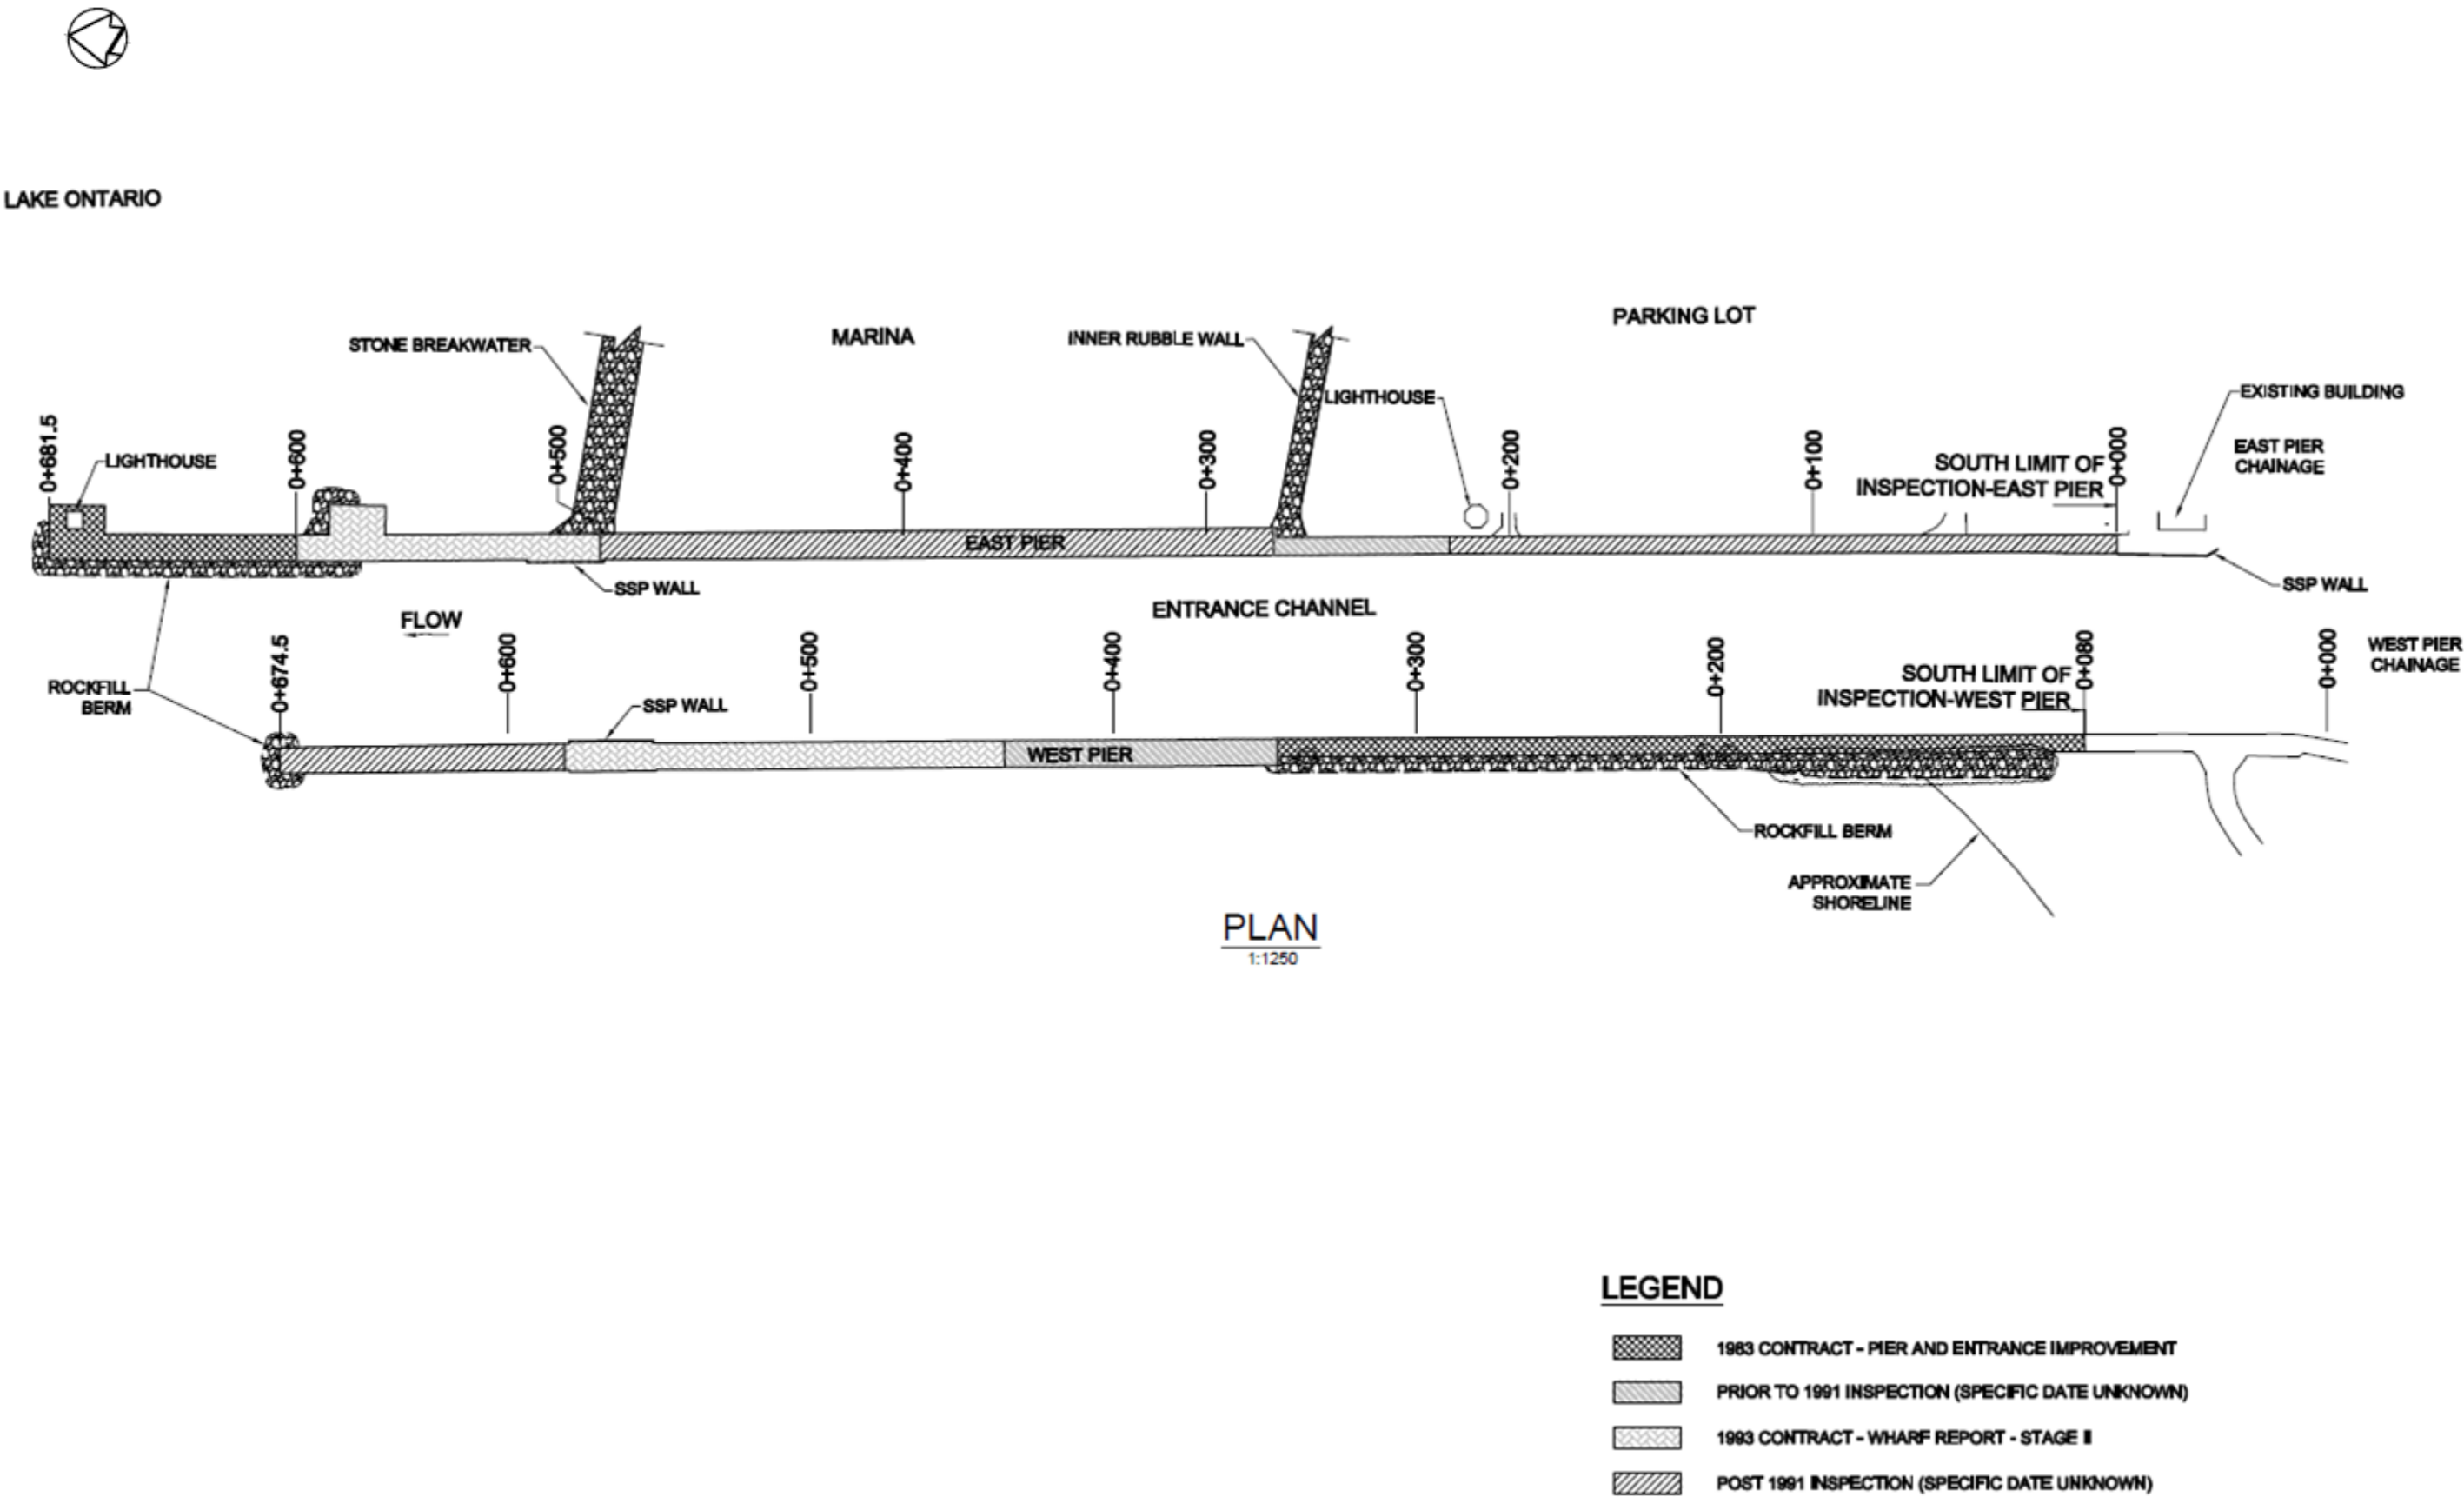 LAKE ONTARIO
PARKING LOT
STONE BREAKWATER
MARINA
INNER RUBBLE WALL
LIGHTHOUSE
EXISTING BUILDING
EAST PIER
CHAINAGE
0+681.5
LIGHTHOUSE
0+600
0+500
0+400
0+300
0+200
0+100
SOUTH LIMIT OF
INSPECTION-EAST PIER
0+000
EAST PIER
SSP WALL
SSP WALL
FLOW
ENTRANCE CHANNEL
ROCKFILL
BERM
0+674.5
0+600
0+500
0+400
0+300
0+200
SOUTH LIMIT OF
INSPECTION-WEST PIER
0+080
0+000
WEST PIER
CHAINAGE
SSP WALL
WEST PIER
ROCKFILL BERM
APPROXIMATE
SHORELINE
PLAN
1:1250
LEGEND
1983 CONTRACT - PIER AND ENTRANCE IMPROVEMENT
PRIOR TO 1991 INSPECTION (SPECIFIC DATE UNKNOWN)
1993 CONTRACT - WHARF REPORT - STAGE II
POST 1991 INSPECTION (SPECIFIC DATE UNKNOWN)